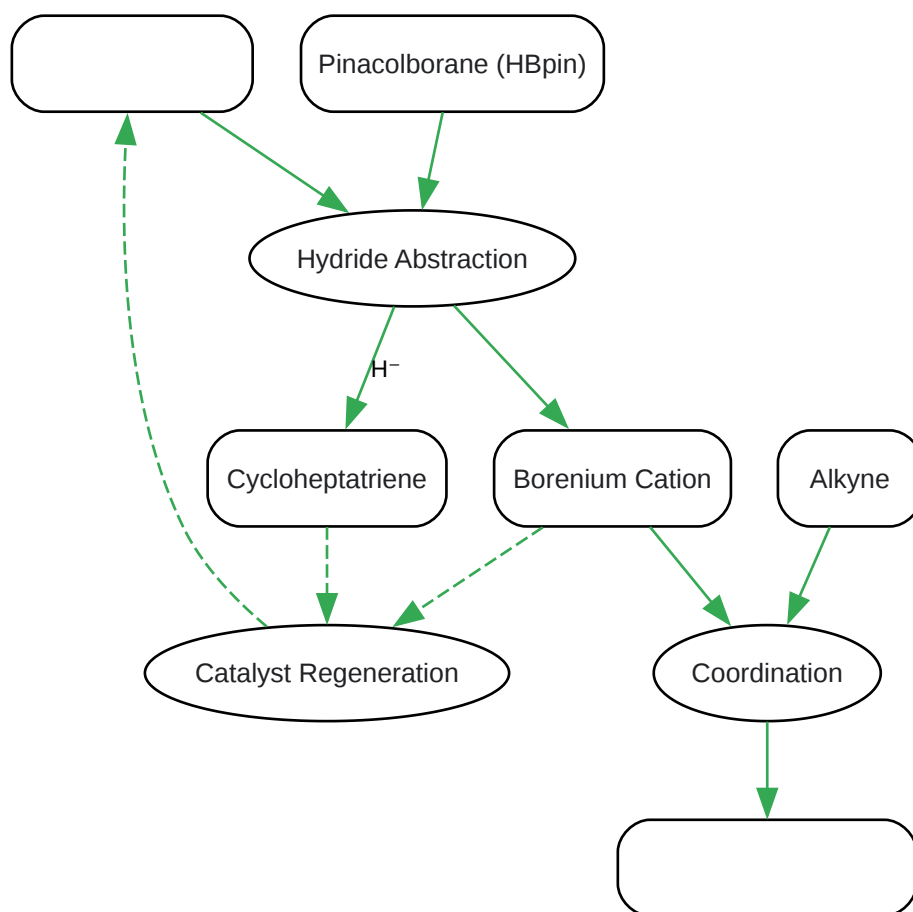 Pinacolborane (HBpin)
Hydride Abstraction
H⁻
Cycloheptatriene
Borenium Cation
Alkyne
Catalyst Regeneration
Coordination